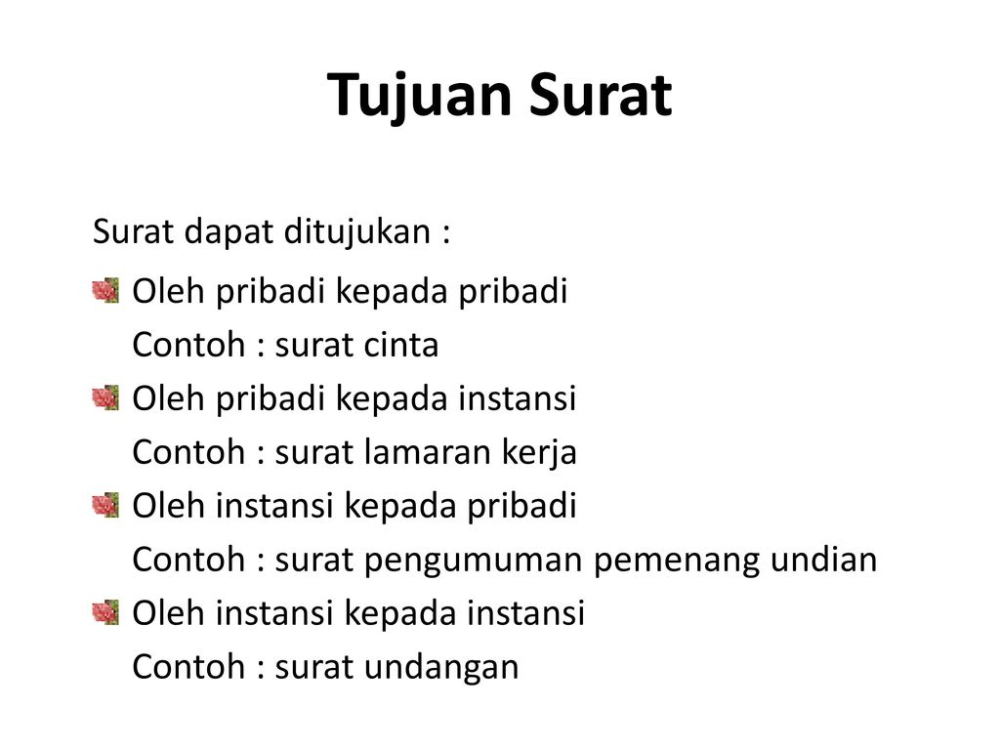 Tujuan Surat
Surat dapat ditujukan :
Oleh pribadi kepada pribadi
Contoh : surat cinta
Oleh pribadi kepada instansi
Contoh : surat lamaran kerja
Oleh instansi kepada pribadi
Contoh : surat pengumuman pemenang undian
Oleh instansi kepada instansi
Contoh : surat undangan